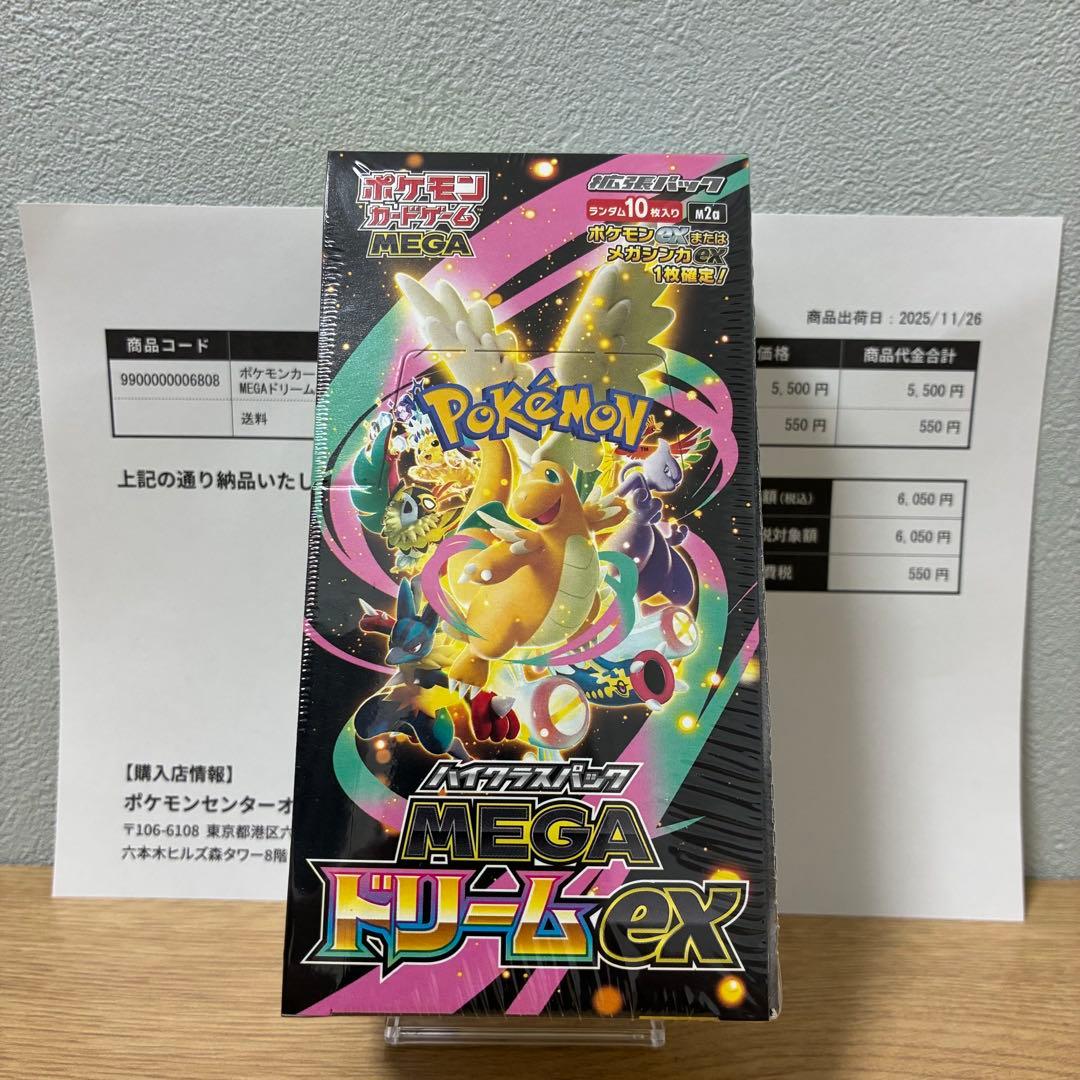 ポケモン
カードゲーム
MEGA
拡張パック
ランダム10枚入り M2a
ポケモンexまたは
メガシンカex
1枚確定!
POKéMON
TM
ハイクラスパック
MEGA
ドリームex
商品コード
9900000006808 ポケモンカー
MEGAドリーム
送料
上記の通り納品いたし
【購入店情報】
ポケモンセンターオ
〒106-6108 東京都港区六
六本木ヒルズ森タワー8階
商品出荷日:2025/11/26
価格 商品代金合計
5,500 円 5,500 円
550 円 550 円
額(税込) 6,050 円
税対象額 6,050 円
費税 550 円